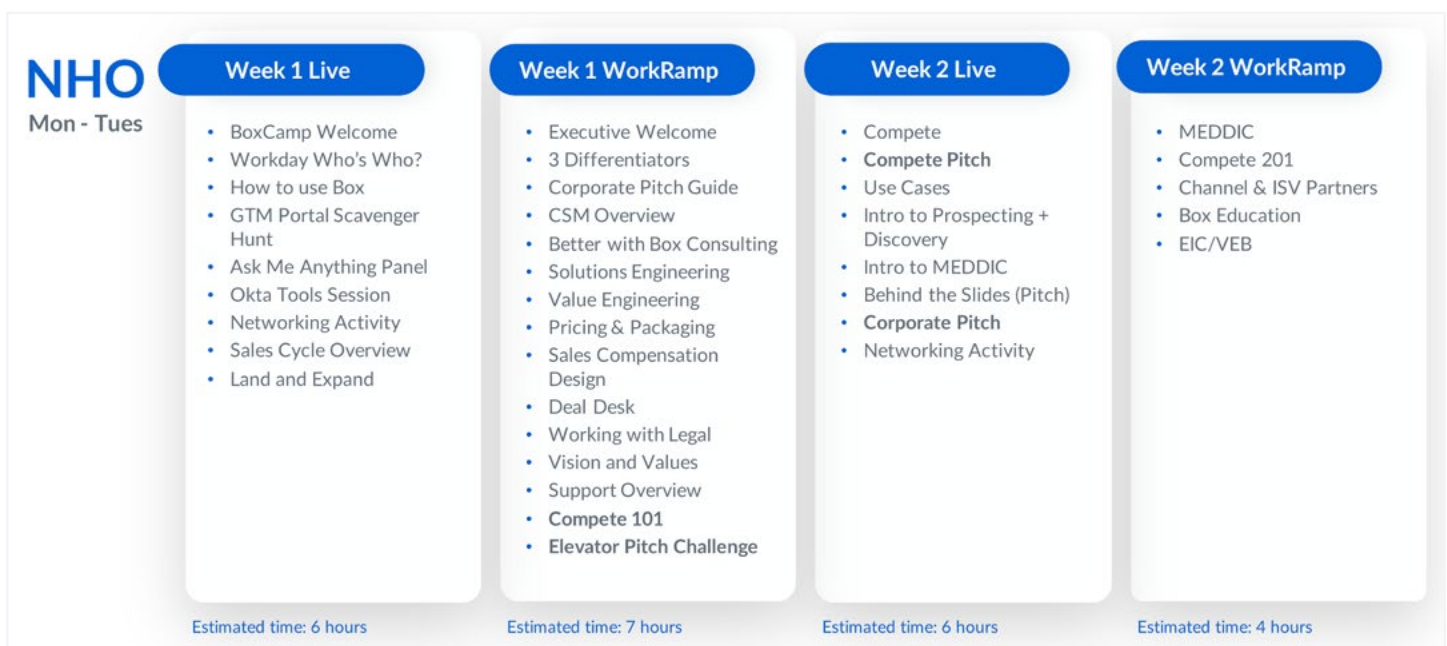 NHO
Mon - Tues
Week 1 Live
• BoxCamp Welcome
• Workday Who's Who?
• How to use Box
• GTM Portal Scavenger
Hunt
• Ask Me Anything Panel
• Okta Tools Session
• Networking Activity
• Sales Cycle Overview
• Land and Expand
Estimated time: 6 hours
Week 1 WorkRamp
• Executive Welcome
• 3 Differentiators
• Corporate Pitch Guide
• CSM Overview
• Better with Box Consulting
• Solutions Engineering
• Value Engineering
• Pricing & Packaging
• Sales Compensation
Design
• Deal Desk
• Working with Legal
• Vision and Values
• Support Overview
• Compete 101
• Elevator Pitch Challenge
Estimated time: 7 hours
Week 2 Live
• Compete
• Compete Pitch
• Use Cases
• Intro to Prospecting +
Discovery
• Intro to MEDDIC
• Behind the Slides (Pitch)
• Corporate Pitch
• Networking Activity
Estimated time: 6 hours
Week 2 WorkRamp
• MEDDIC
• Compete 201
• Channel & ISV Partners
• Box Education
• EIC/VEB
Estimated time: 4 hours